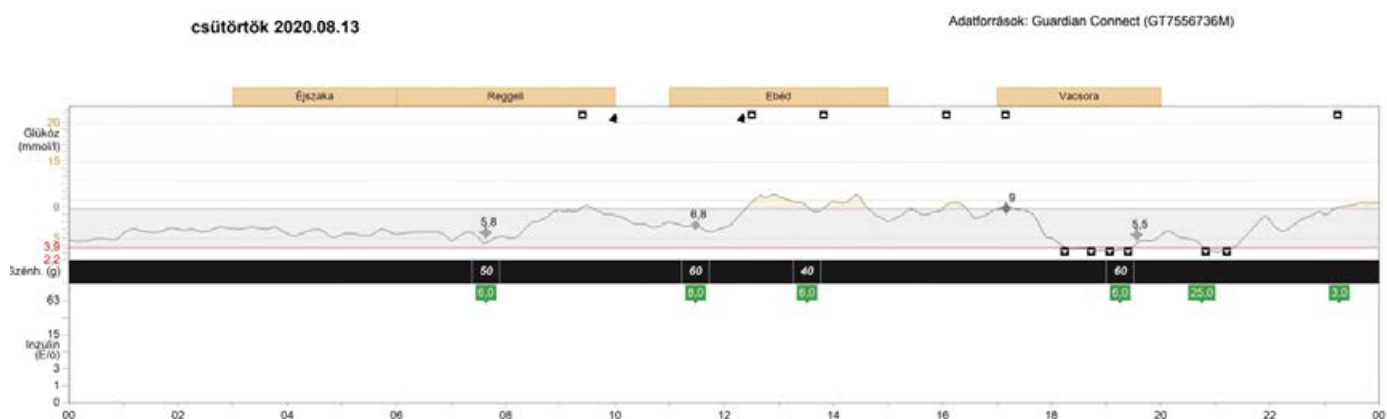 csütörtök 2020.08.13
Adatforrások: Guardian Connect (GT7556736M)
Éjszaka Reggeli Ebéd Vacsora
20
Glükóz
(mmol/l)
15
9 9
5,8 6,8 5,5
5
3,9
2,2
Szénh. (g) 50 60 40 60
6,0 8,0 6,0 6,0 25,0 3,0
63
15
Inzulin
(E/ó)
3
1
0
00 02 04 06 08 10 12 14 16 18 20 22 00